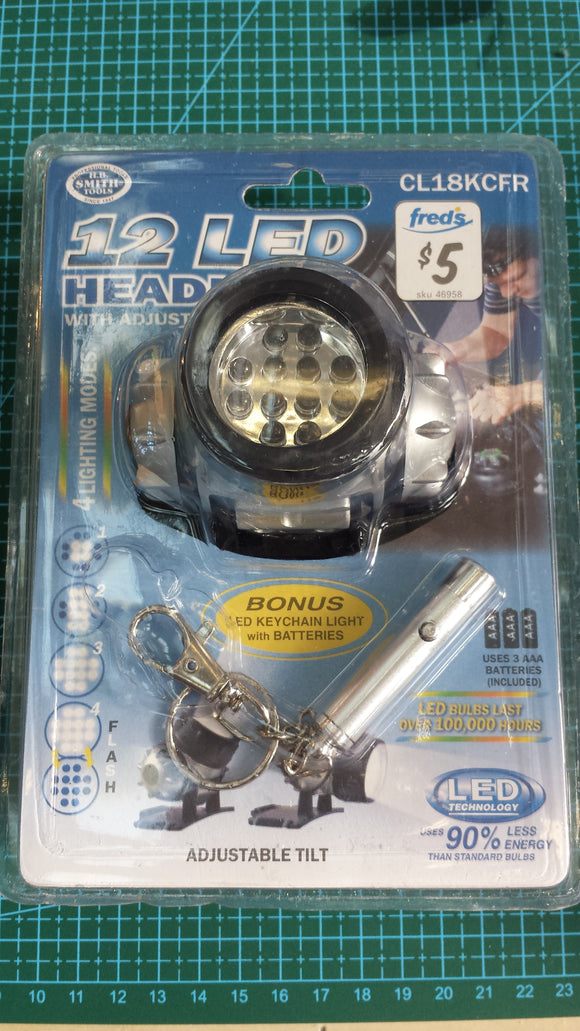 PROFESSIONAL TOOLS
H.B.
SMITH
TOOLS
SINCE
CL18KCFR
fred's
$5
sku 46958
12 LED
HEAD
WITH ADJUST
4 LIGHTING MODES
1
2
3
4
FLASH
BONUS
LED KEYCHAIN LIGHT
with BATTERIES
AAA AAA AAA
USES 3 AAA
BATTERIES
(INCLUDED)
LED BULBS LAST
OVER 100,000 HOURS
LED
TECHNOLOGY
USES 90% LESS
ENERGY
THAN STANDARD BULBS
ADJUSTABLE TILT
10 11 12 13 14 15 16 17 18 19 20 21 22 23